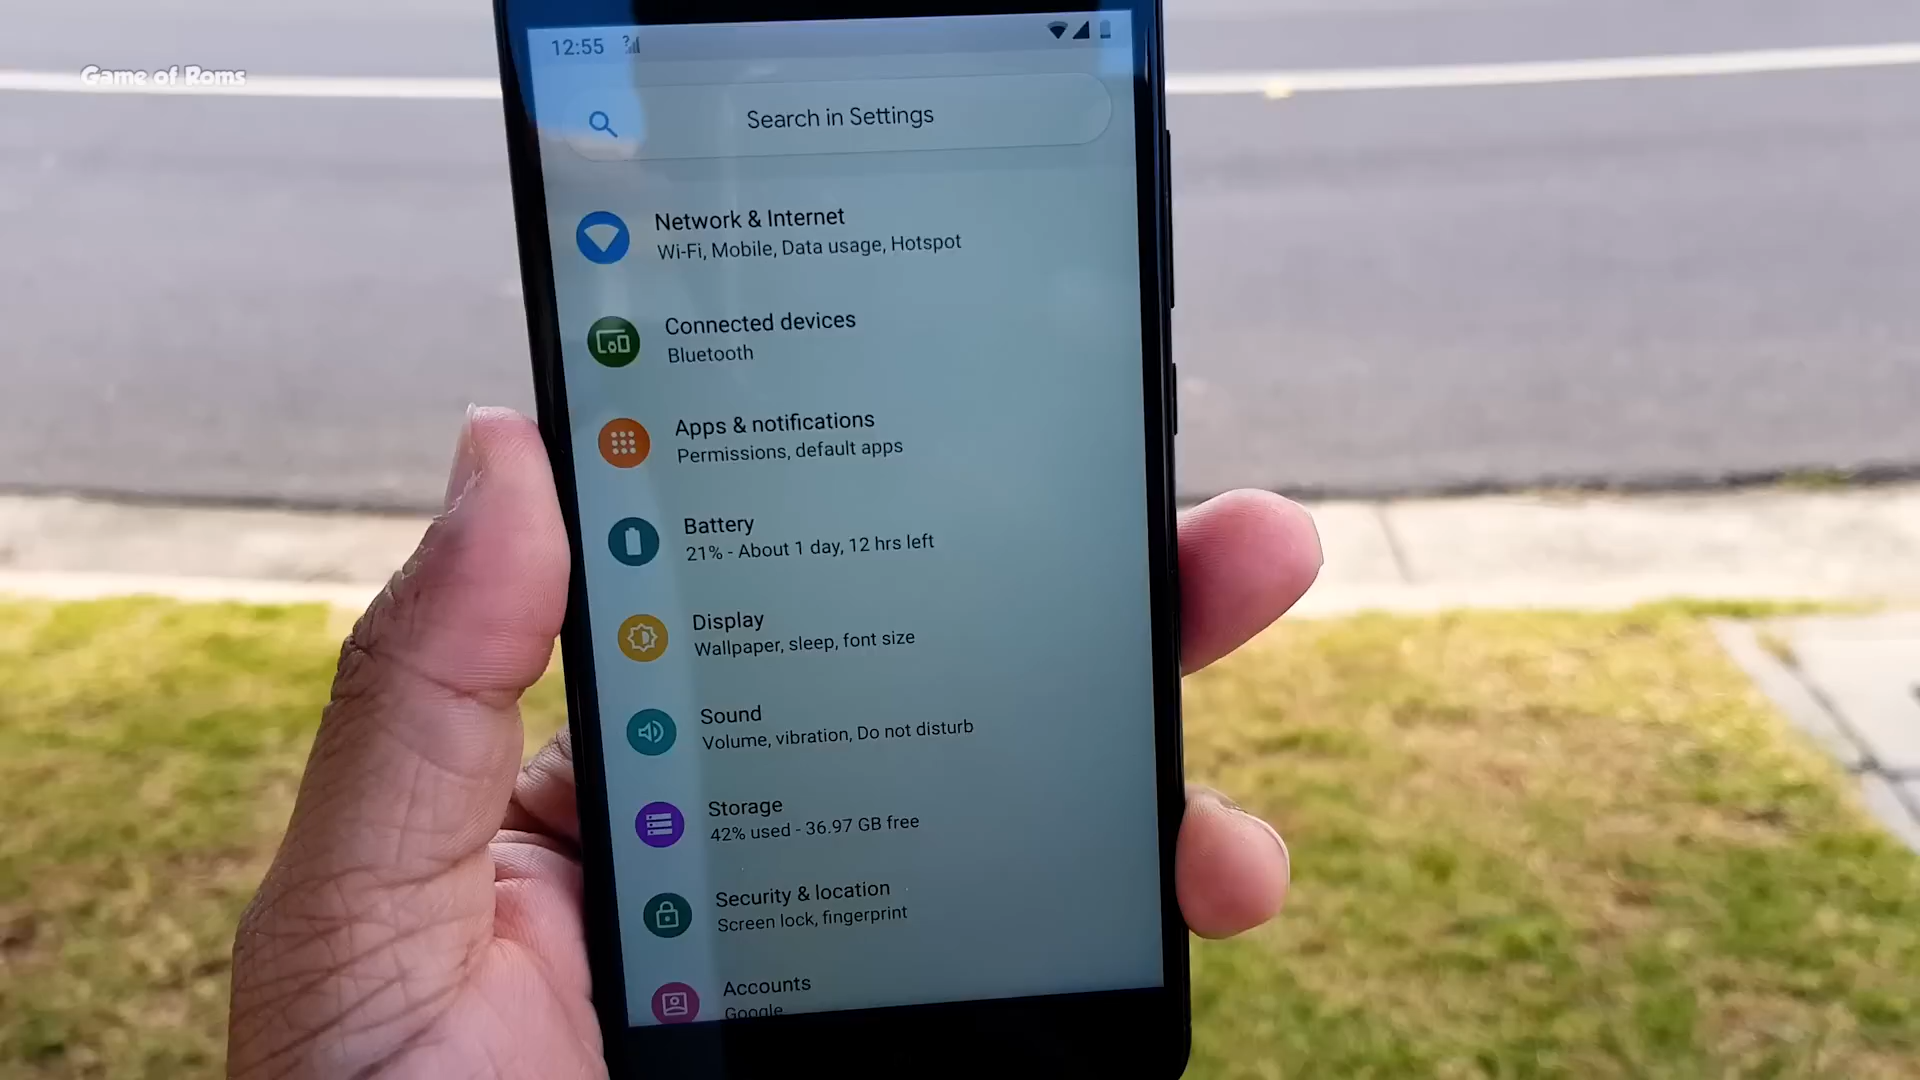 Game of Roms
12:55
Search in Settings
Network & Internet
Wi-Fi, Mobile, Data usage, Hotspot
Connected devices
Bluetooth
Apps & notifications
Permissions, default apps
Battery
21% - About 1 day, 12 hrs left
Display
Wallpaper, sleep, font size
Sound
Volume, vibration, Do not disturb
Storage
42% used - 36.97 GB free
Security & location
Screen lock, fingerprint
Accounts
Google